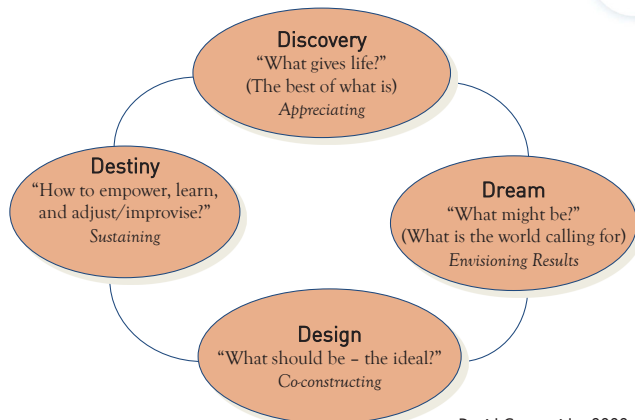 Discovery
“What gives life?”
(The best of what is)
Appreciating
Destiny
“How to empower, learn,
and adjust/improvise?”
Sustaining
Dream
“What might be?”
(What is the world calling for)
Envisioning Results
Design
“What should be – the ideal?”
Co-constructing